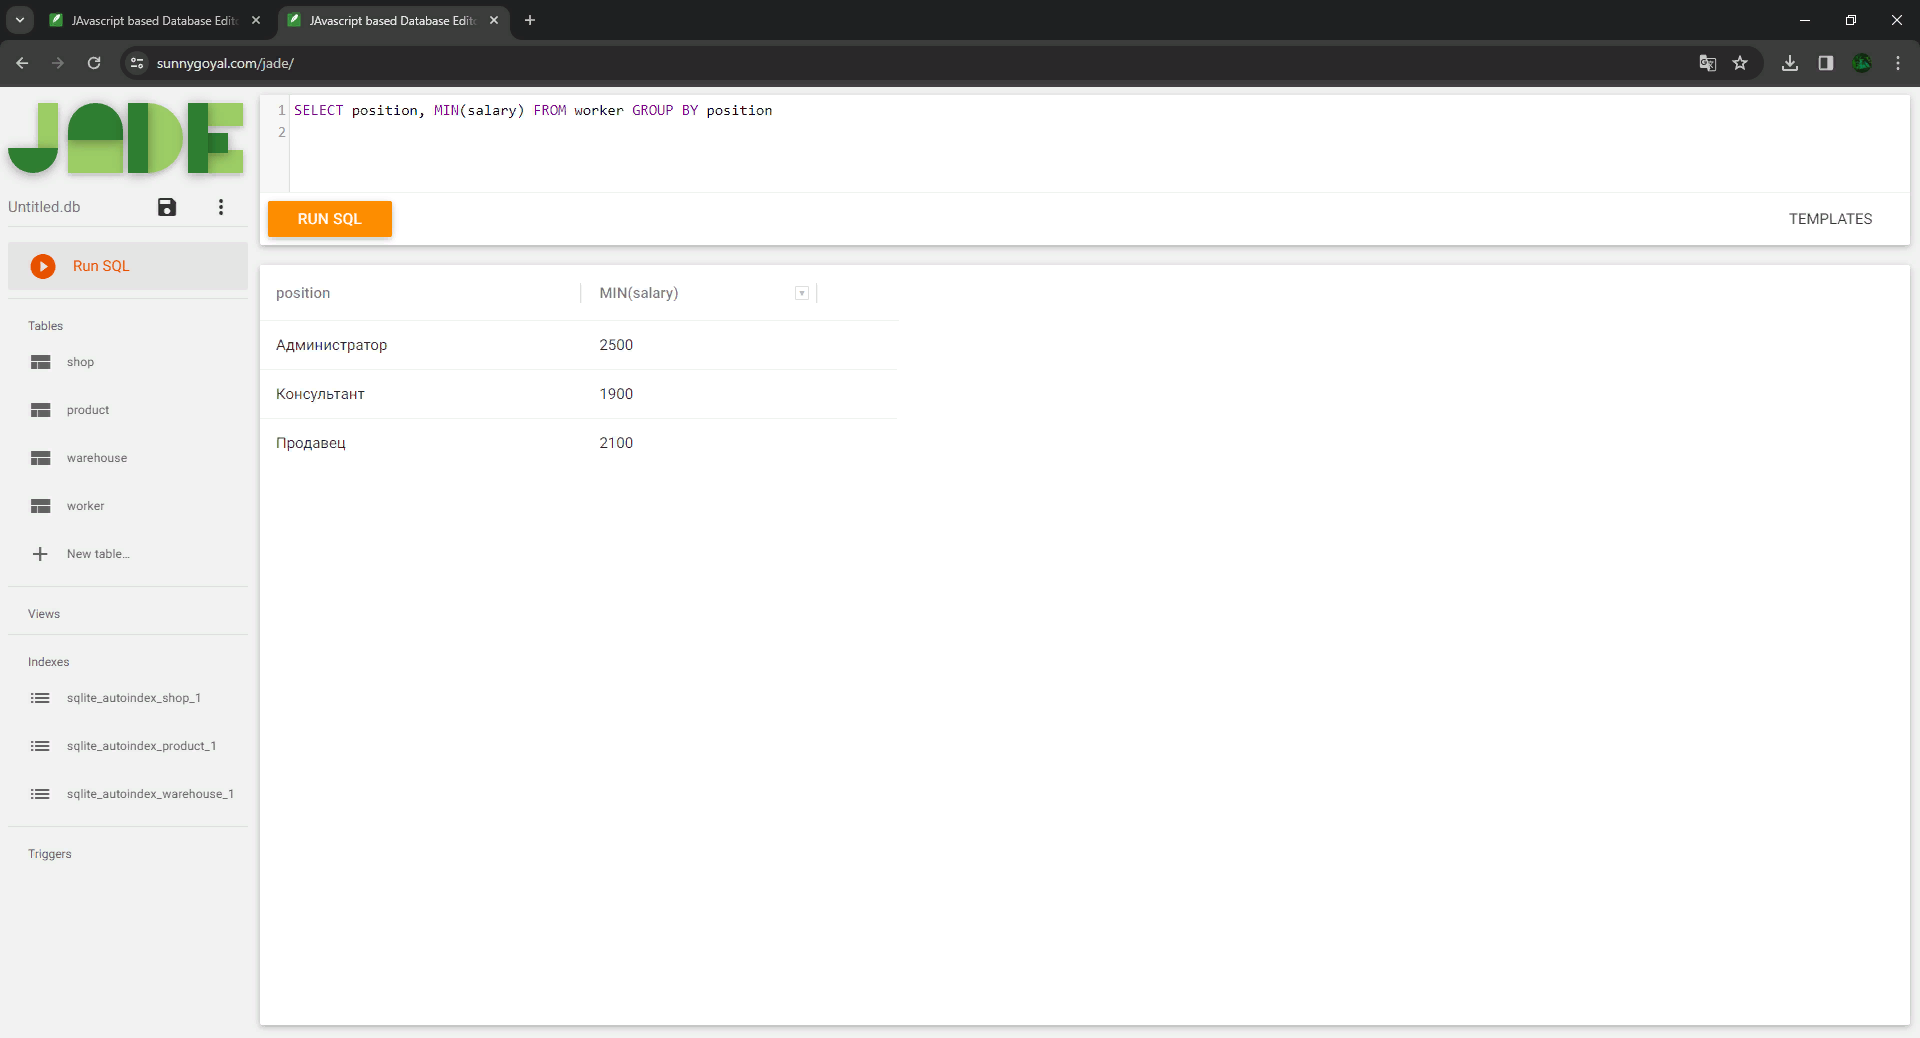 JAvascript based Database Edit
JAvascript based Database Edit
sunnygoyal.com/jade/
JADE
Untitled.db
Run SQL
Tables
shop
product
warehouse
worker
New table...
Views
Indexes
sqlite_autoindex_shop_1
sqlite_autoindex_product_1
sqlite_autoindex_warehouse_1
Triggers
1 SELECT position, MIN(salary) FROM worker GROUP BY position
2
RUN SQL
TEMPLATES
position MIN(salary)
Администратор 2500
Консультант 1900
Продавец 2100